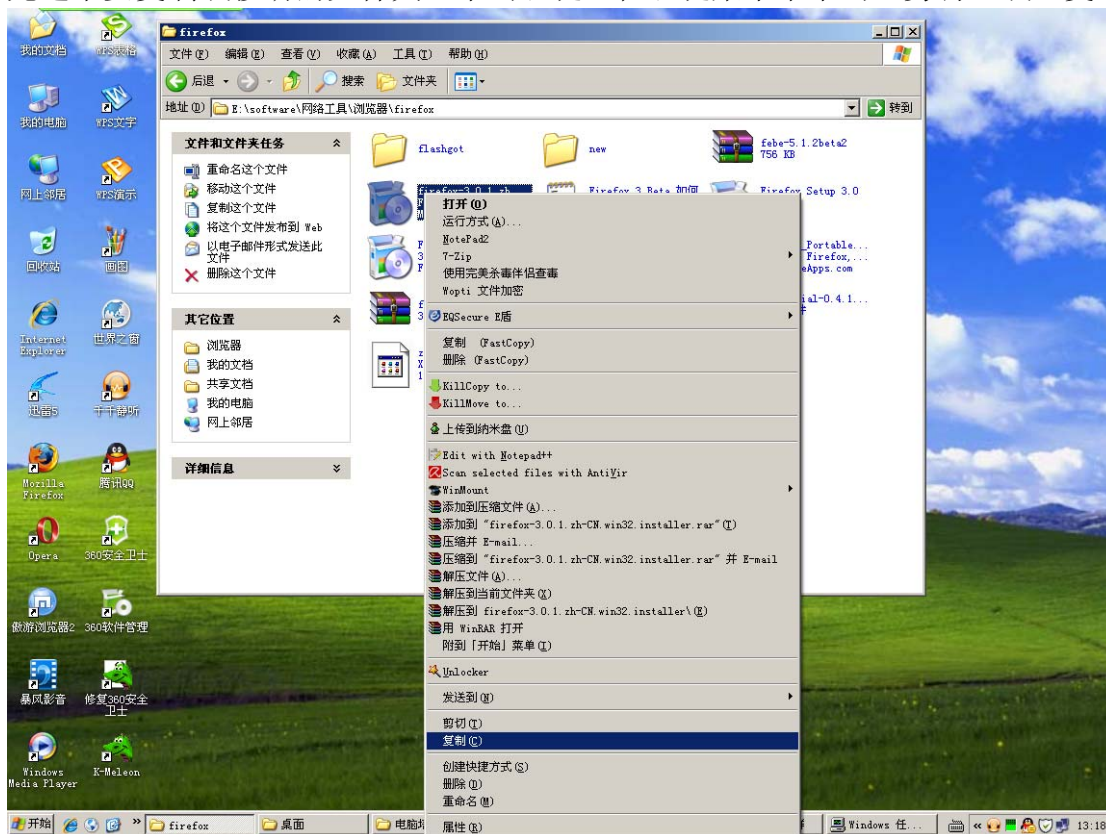 firefox
文件(F) 编辑(E) 查看(V) 收藏(A) 工具(T) 帮助(H)
后退 搜索 文件夹
地址(D) E:\software\网络工具\浏览器\firefox 转到
我的文档
WPS表格
我的电脑
WPS文字
网上邻居
WPS演示
回收站
画图
Internet Explorer
世界之窗
迅雷5
千千静听
Mozilla Firefox
腾讯QQ
Opera
360安全卫士
傲游浏览器2
360软件管理
暴风影音
修复360安全卫士
Windows Media Player
K-Meleon
文件和文件夹任务
重命名这个文件
移动这个文件
复制这个文件
将这个文件发布到 Web
以电子邮件形式发送此
文件
删除这个文件
其它位置
浏览器
我的文档
共享文档
我的电脑
网上邻居
详细信息
flashgot
new
febe-5.1.2beta2
756 KB
firefox-3.0.1.zh...
Firefox 3 Beta 如何
Firefox Setup 3.0
_Portable...
Firefox,...
eApps.com
ial-0.4.1...
打开(O)
运行方式(A)...
NotePad2
7-Zip
使用完美杀毒伴侣查毒
Wopti 文件加密
EQSecure E盾
复制 (FastCopy)
删除 (FastCopy)
KillCopy to...
KillMove to...
上传到纳米盘(U)
Edit with Notepad++
Scan selected files with AntiVir
WinMount
添加到压缩文件(A)...
添加到 "firefox-3.0.1.zh-CN.win32.installer.rar"(T)
压缩并 E-mail...
压缩到 "firefox-3.0.1.zh-CN.win32.installer.rar" 并 E-mail
解压文件(A)...
解压到当前文件夹(X)
解压到 firefox-3.0.1.zh-CN.win32.installer\(E)
用 WinRAR 打开
附到「开始」菜单(I)
Unlocker
发送到(N)
剪切(T)
复制(C)
创建快捷方式(S)
删除(D)
重命名(M)
属性(R)
开始 firefox 桌面 Windows 任... 13:18